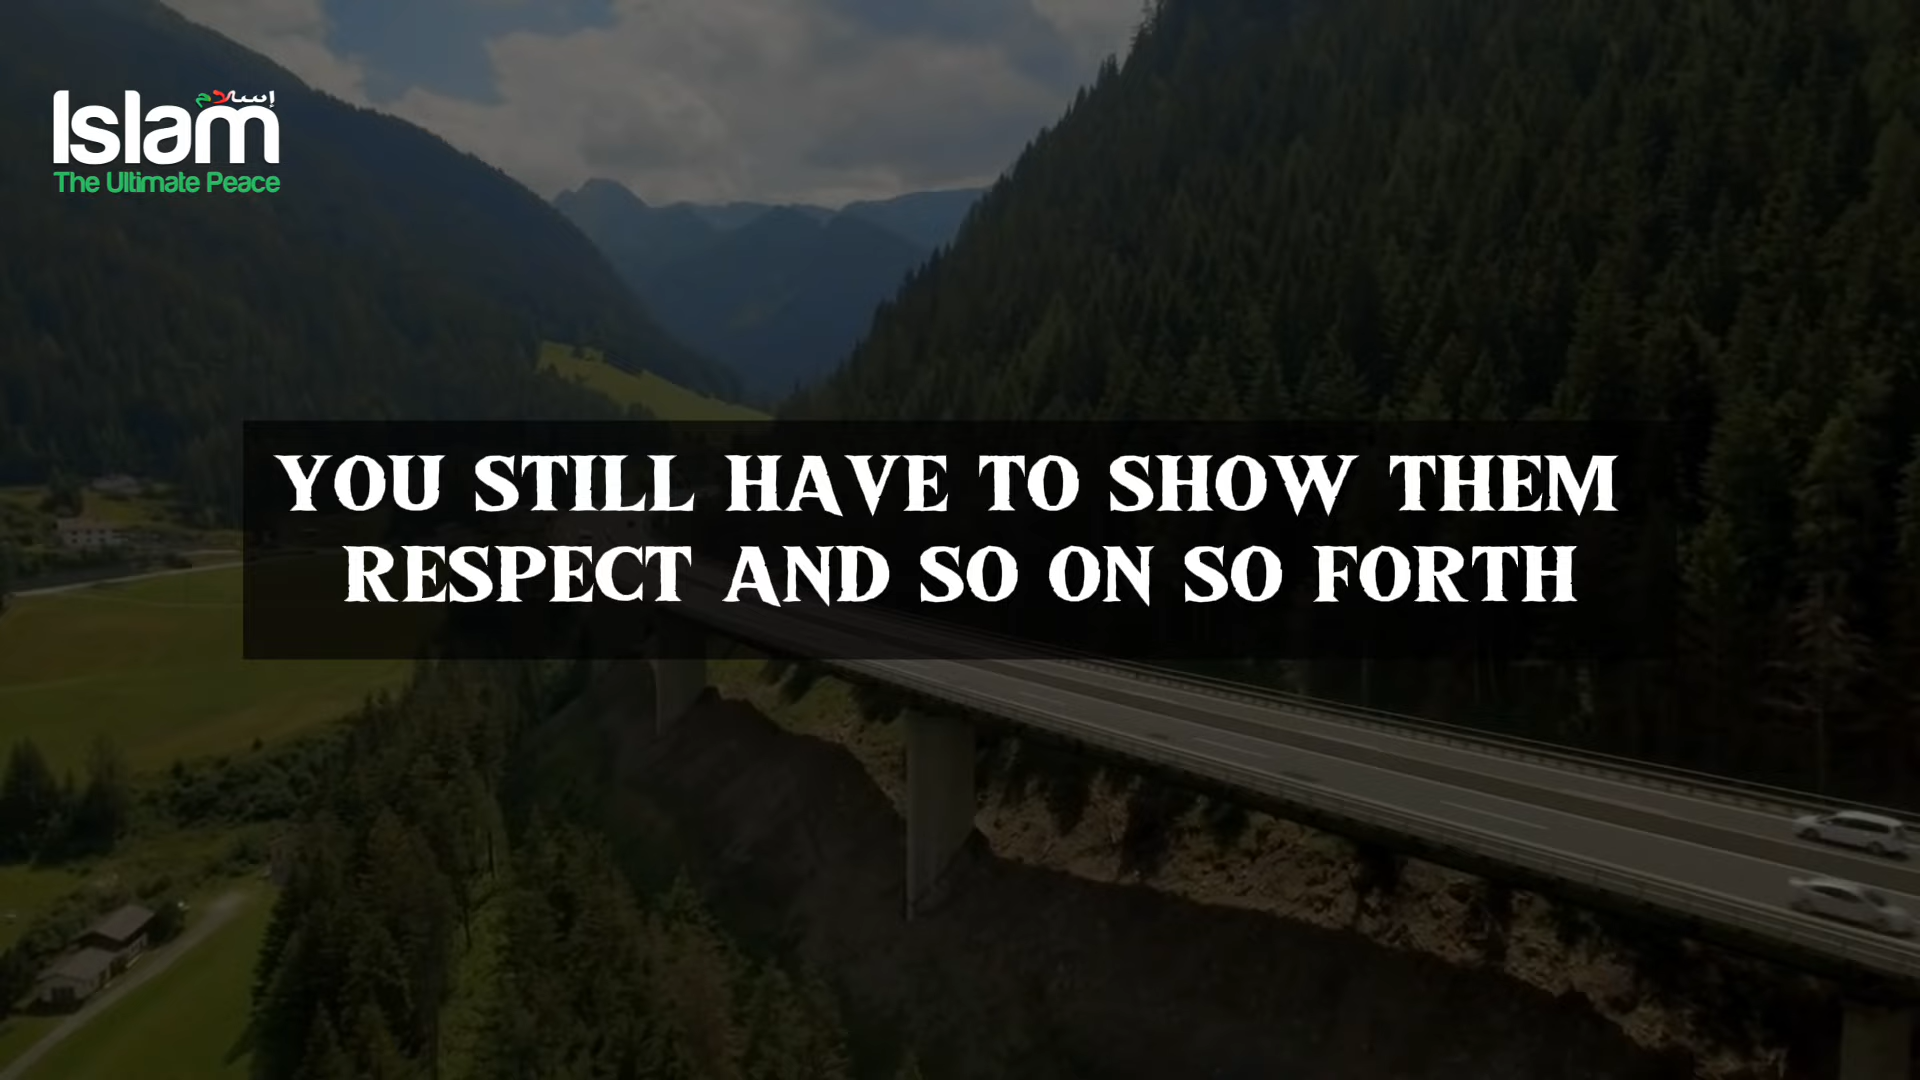 إسلام
Islam
The Ultimate Peace
YOU STILL HAVE TO SHOW THEM
RESPECT AND SO ON SO FORTH